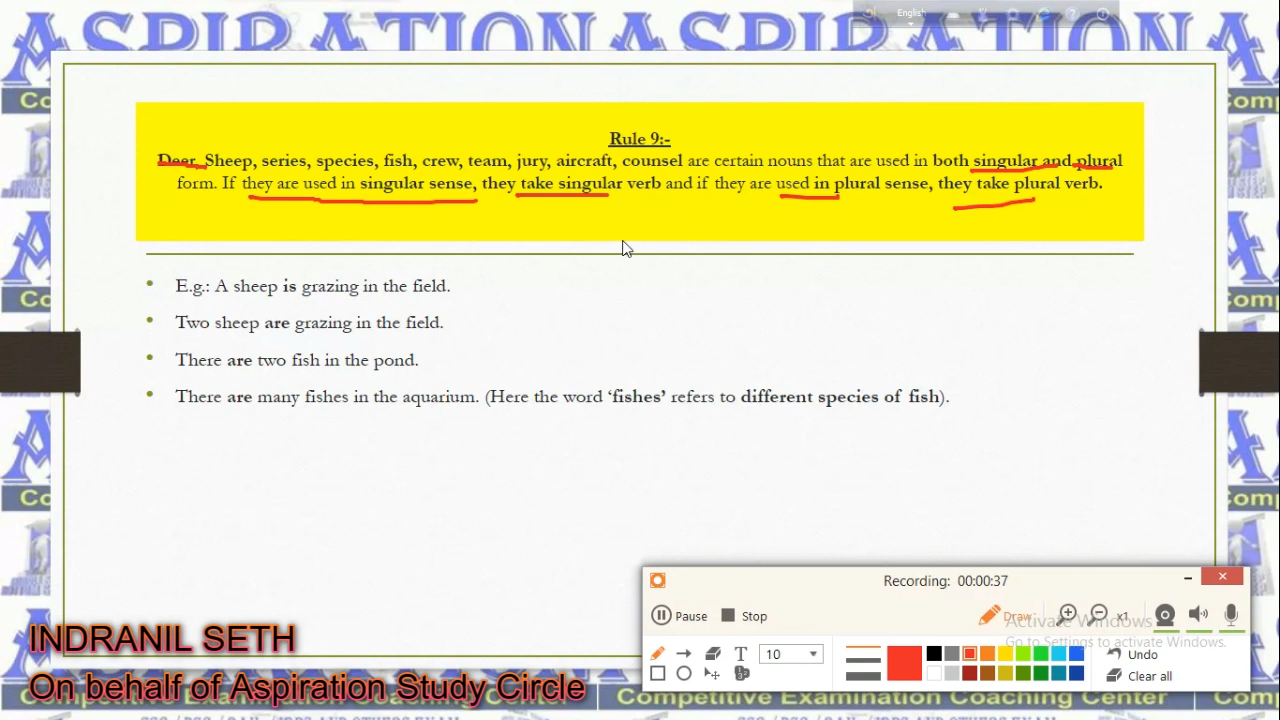 ASPIRATION
English
Rule 9:-
Deer, Sheep, series, species, fish, crew, team, jury, aircraft, counsel are certain nouns that are used in both singular and plural
form. If they are used in singular sense, they take singular verb and if they are used in plural sense, they take plural verb.
E.g.: A sheep is grazing in the field.
Two sheep are grazing in the field.
There are two fish in the pond.
There are many fishes in the aquarium. (Here the word ‘fishes’ refers to different species of fish).
Recording: 00:00:37
Pause
Stop
Draw
x1
Activate Windows
Go to Settings to activate Windows.
T
10
Undo
Clear all
INDRANIL SETH
On behalf of Aspiration Study Circle
Competitive Examination Coaching Center